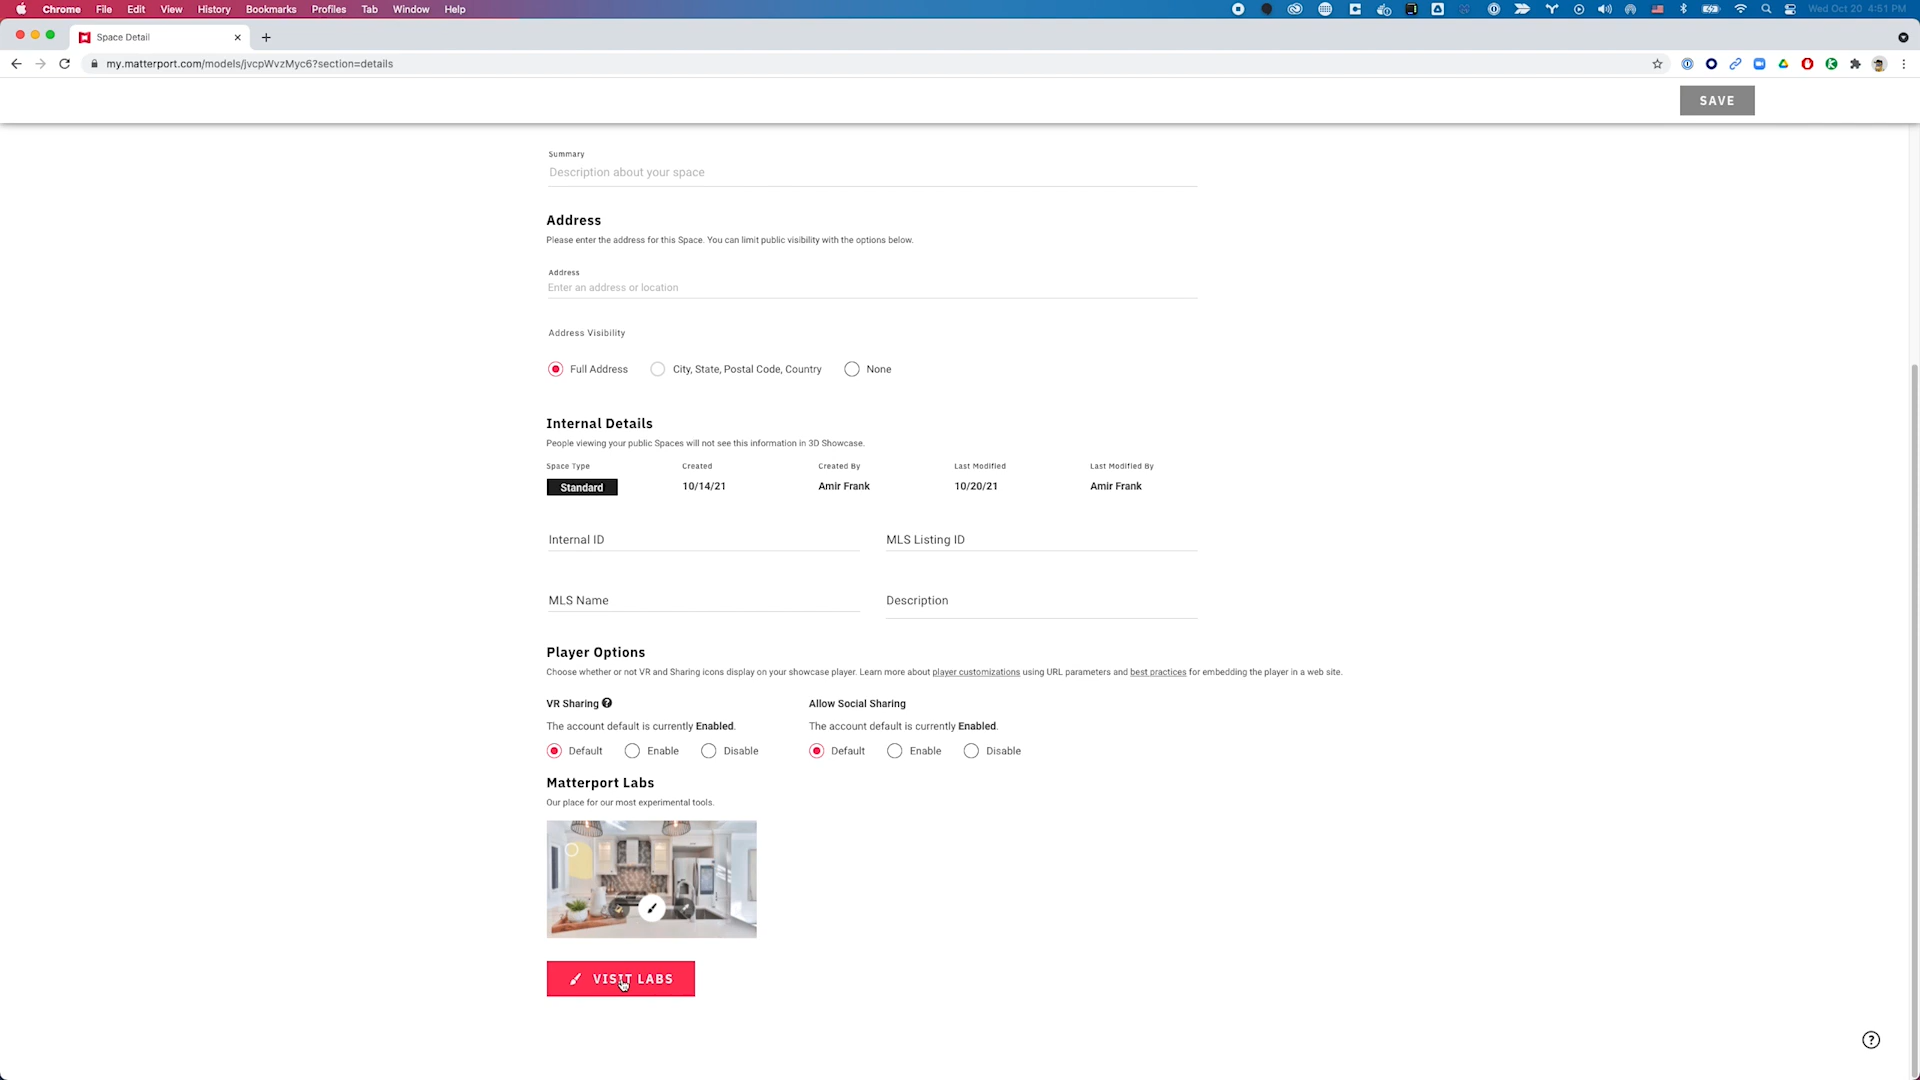 Chrome File Edit View History Bookmarks Profiles Tab Window Help Wed Oct 20 4:51 PM
Space Detail
my.matterport.com/models/jvcpWvzMyc6?section=details
SAVE
Summary
Description about your space
Address
Please enter the address for this Space. You can limit public visibility with the options below.
Address
Enter an address or location
Address Visibility
Full Address City, State, Postal Code, Country None
Internal Details
People viewing your public Spaces will not see this information in 3D Showcase.
Space Type Created Created By Last Modified Last Modified By
Standard 10/14/21 Amir Frank 10/20/21 Amir Frank
Internal ID MLS Listing ID
MLS Name Description
Player Options
Choose whether or not VR and Sharing icons display on your showcase player. Learn more about player customizations using URL parameters and best practices for embedding the player in a web site.
VR Sharing Allow Social Sharing
The account default is currently Enabled. The account default is currently Enabled.
Default Enable Disable Default Enable Disable
Matterport Labs
Our place for our most experimental tools.
VISIT LABS